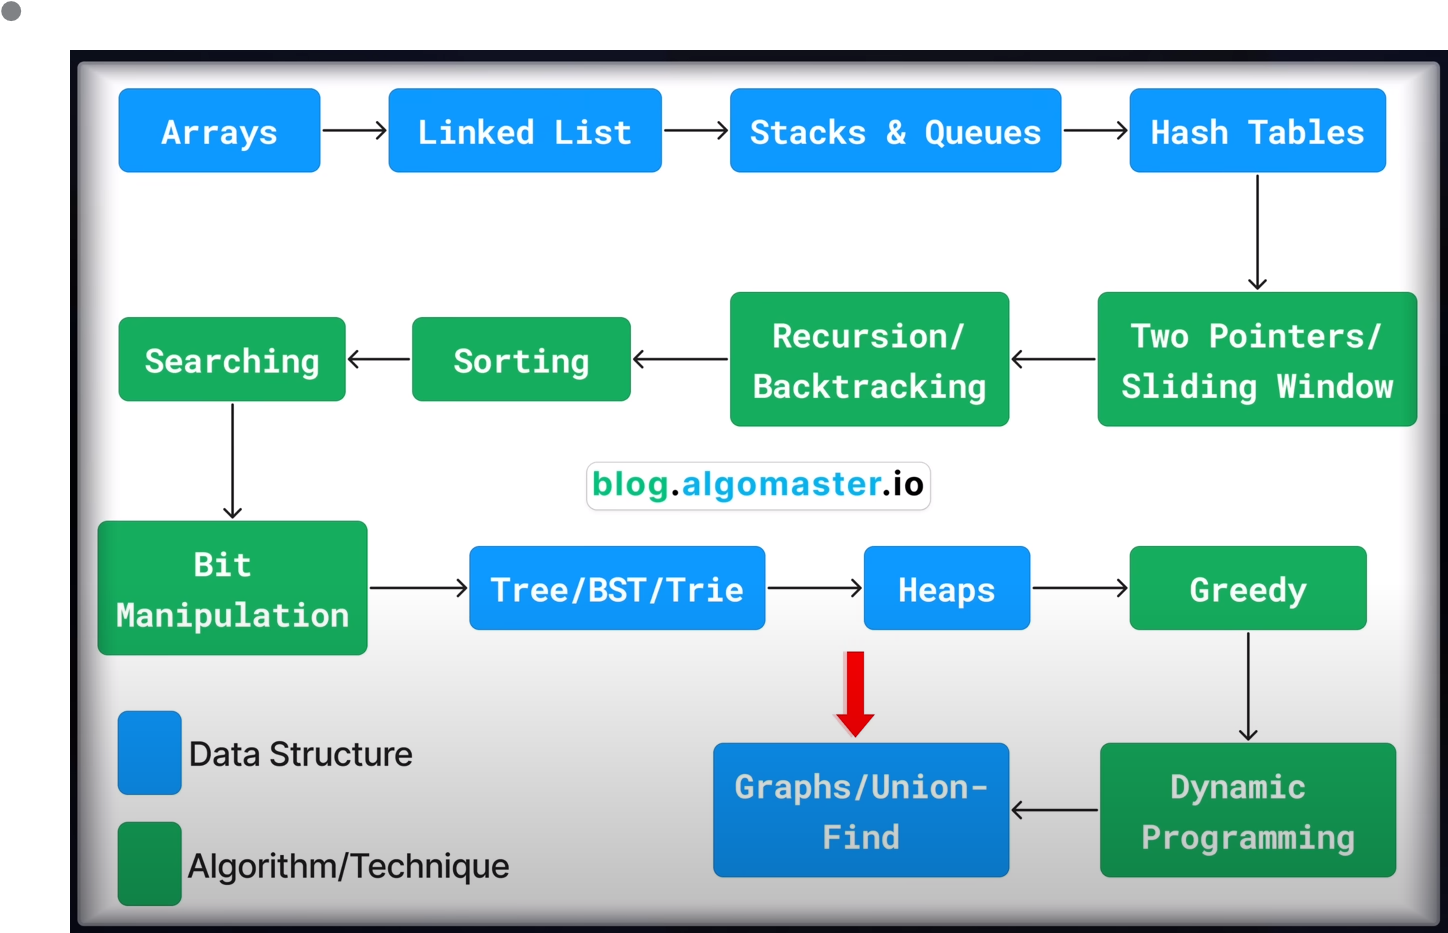 Arrays
Linked List
Stacks & Queues
Hash Tables
Two Pointers/
Sliding Window
Recursion/
Backtracking
Sorting
Searching
blog.algomaster.io
Bit
Manipulation
Tree/BST/Trie
Heaps
Greedy
Dynamic
Programming
Graphs/Union-
Find
Data Structure
Algorithm/Technique